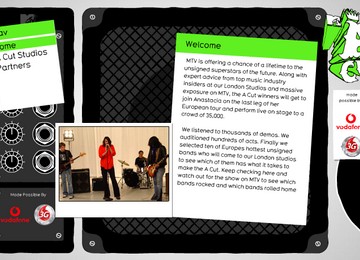 av
ome
Cut Studios
Partners
Welcome
MTV is offering a chance of a lifetime to the
unsigned superstars of the future. Along with
expert advice from top music industry
insiders at our London Studios and massive
exposure on MTV, the A Cut winners will get to
join Anastacia on the last leg of her
European tour and perform live on stage to a
crowd of 35,000.
We listened to thousands of demos. We
auditioned hundreds of acts. Finally we
selected ten of Europes hottest unsigned
bands who will come to our London studios
to see which of them has what it takes to
make the A Cut. Keep checking here and
watch out for the show on MTV to see which
bands rocked and which bands rolled home
Made Possible By
vodafone
3G
made
possible
vodaf
3G